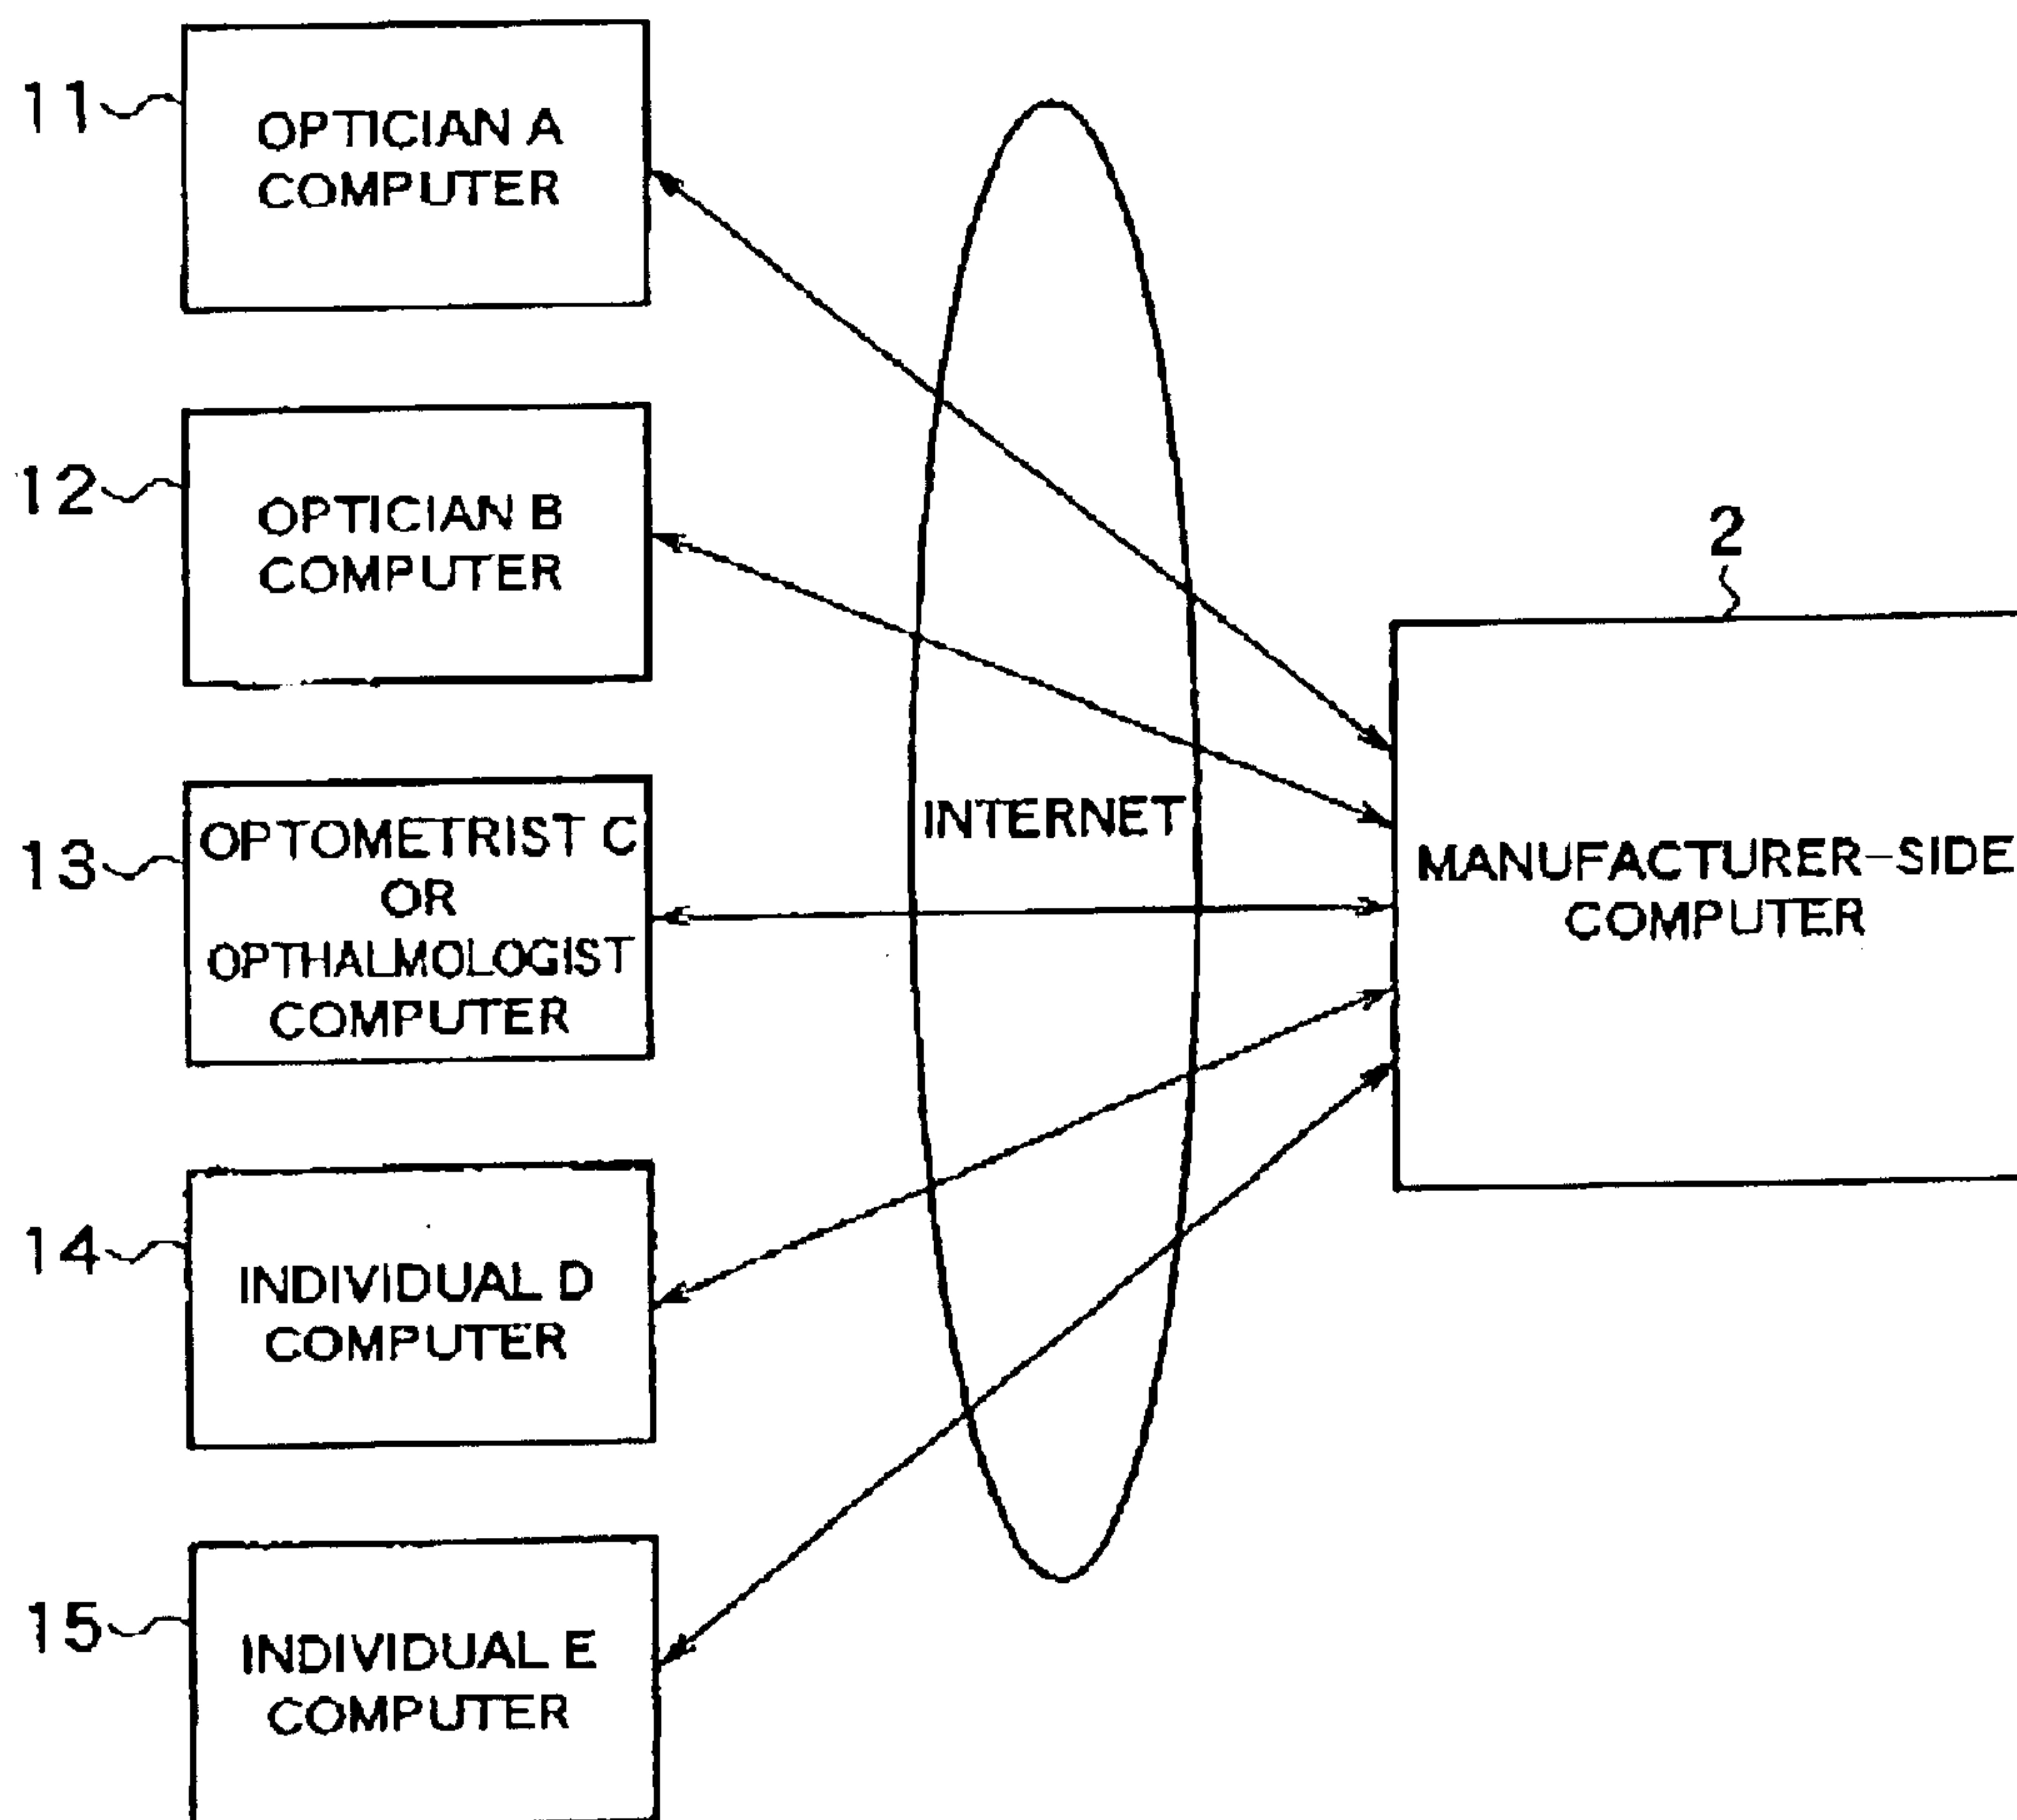 11
OPTICIAN A
COMPUTER
12
OPTICIAN B
COMPUTER
13
OPTOMETRIST C
OR
OPTHALMOLOGIST
COMPUTER
14
INDIVIDUAL D
COMPUTER
15
INDIVIDUAL E
COMPUTER
INTERNET
2
MANUFACTURER-SIDE
COMPUTER